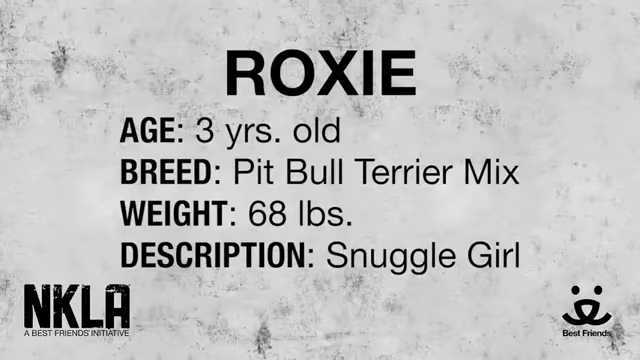 ROXIE
AGE: 3 yrs. old
BREED: Pit Bull Terrier Mix
WEIGHT: 68 lbs.
DESCRIPTION: Snuggle Girl
NKLA
A BEST FRIENDS INITIATIVE
Best Friends